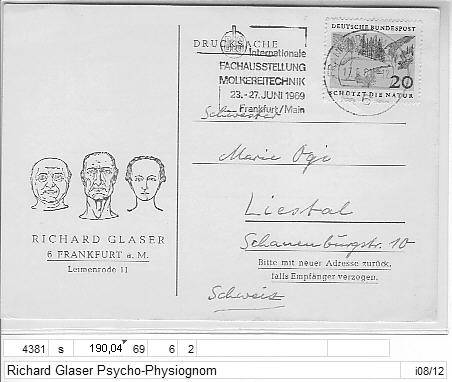 DRUCKSACHE
Internationale
FACHAUSSTELLUNG
MOLKEREITECHNIK
23.-27. JUNI 1969
Frankfurt/Main
DEUTSCHE BUNDESPOST
20
SCHÜTZT DIE NATUR
Schwester
Marie Ogi
Liestal
Schauenburgstr. 10
Bitte mit neuer Adresse zurück,
falls Empfänger verzogen.
Schweiz
RICHARD GLASER
6 FRANKFURT a. M.
Leimenrode 11
4381 s 190,04 69 6 2
Richard Glaser Psycho-Physiognom i08/12